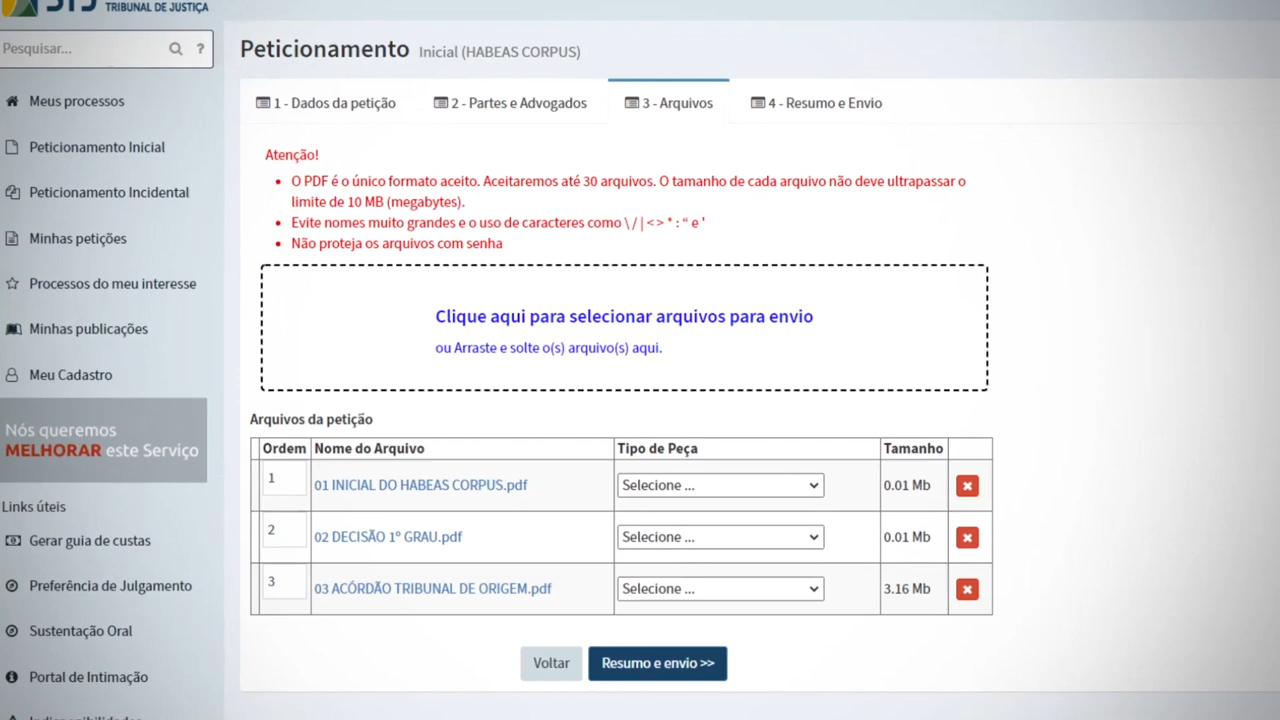 STJ TRIBUNAL DE JUSTIÇA
Pesquisar... ?
Meus processos
Peticionamento Inicial
Peticionamento Incidental
Minhas petições
Processos do meu interesse
Minhas publicações
Meu Cadastro
Nós queremos
MELHORAR este Serviço
Links úteis
Gerar guia de custas
Preferência de Julgamento
Sustentação Oral
Portal de Intimação
Peticionamento Inicial (HABEAS CORPUS)
1 - Dados da petição 2 - Partes e Advogados 3 - Arquivos 4 - Resumo e Envio
Atenção!
• O PDF é o único formato aceito. Aceitaremos até 30 arquivos. O tamanho de cada arquivo não deve ultrapassar o
limite de 10 MB (megabytes).
• Evite nomes muito grandes e o uso de caracteres como \ / | < > * : “ e '
• Não proteja os arquivos com senha
Clique aqui para selecionar arquivos para envio
ou Arraste e solte o(s) arquivo(s) aqui.
Arquivos da petição
Ordem Nome do Arquivo Tipo de Peça Tamanho
1 01 INICIAL DO HABEAS CORPUS.pdf Selecione ... 0.01 Mb
2 02 DECISÃO 1º GRAU.pdf Selecione ... 0.01 Mb
3 03 ACÓRDÃO TRIBUNAL DE ORIGEM.pdf Selecione ... 3.16 Mb
Voltar Resumo e envio >>